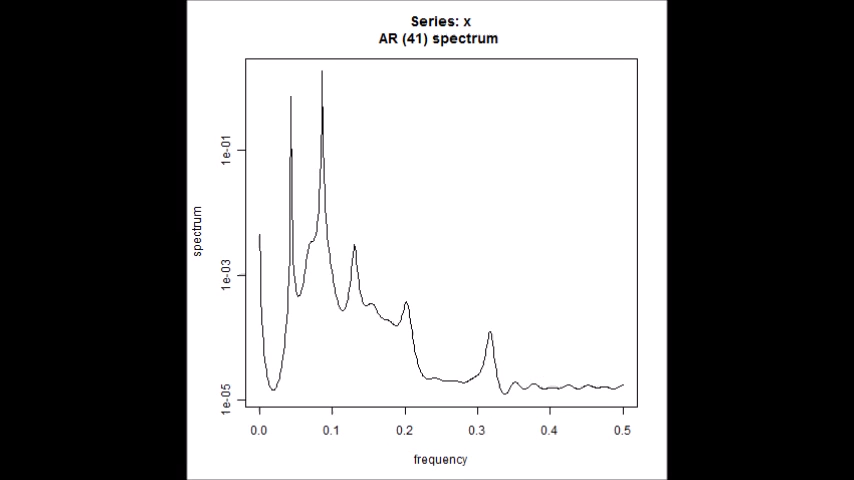 Series: x
AR (41) spectrum
1e-01
1e-03
1e-05
spectrum
0.0 0.1 0.2 0.3 0.4 0.5
frequency